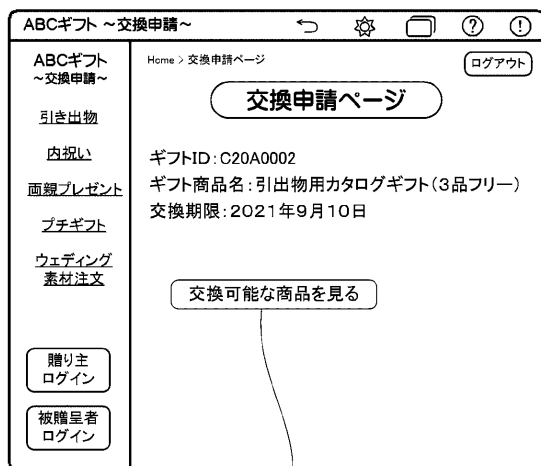 ABCギフト ～交換申請～
ABCギフト
～交換申請～
引き出物
内祝い
両親プレゼント
プチギフト
ウェディング
素材注文
贈り主
ログイン
被贈呈者
ログイン
Home > 交換申請ページ
ログアウト
交換申請ページ
ギフトID：C20A0002
ギフト商品名：引出物用カタログギフト（3品フリー）
交換期限：2021年9月10日
交換可能な商品を見る